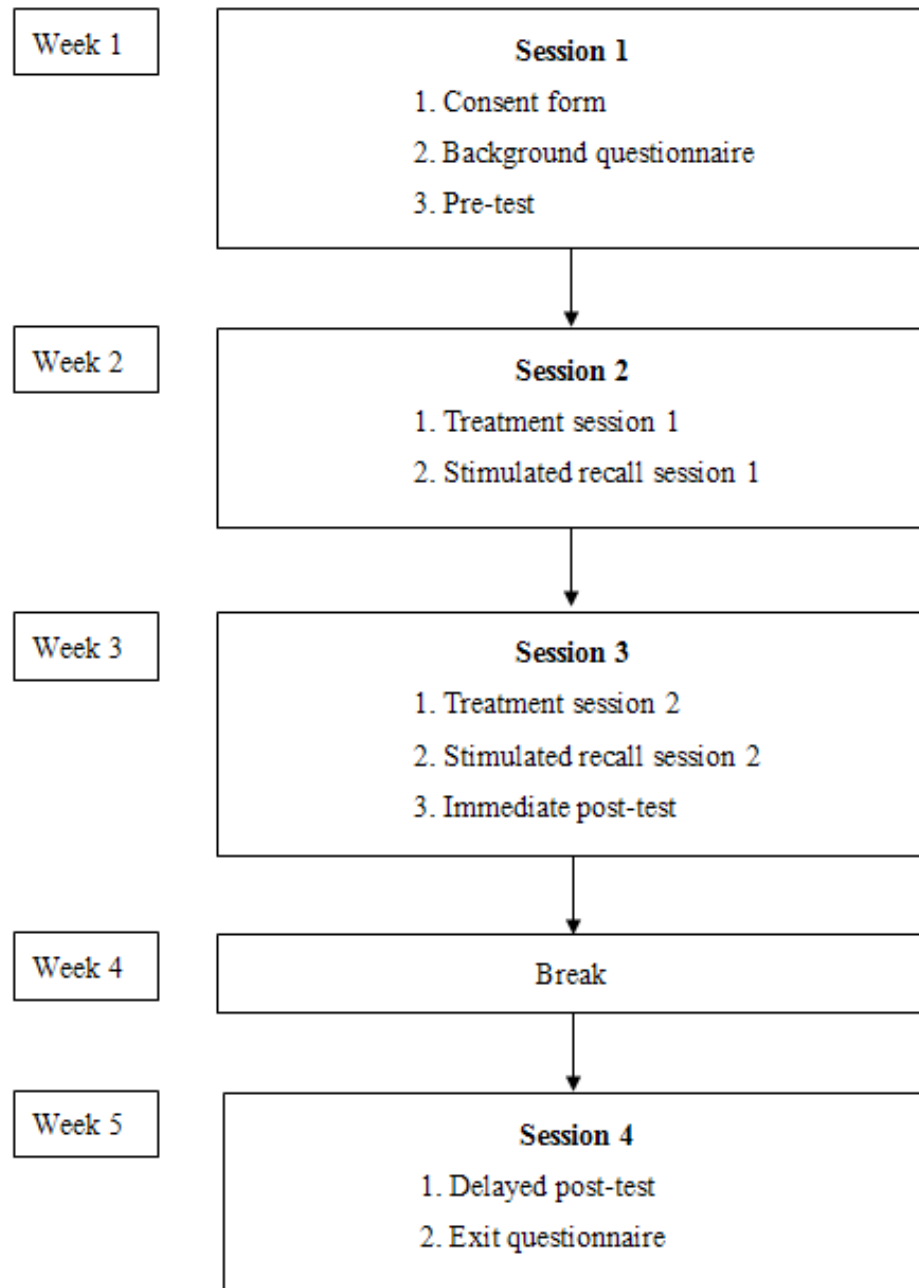 Week 1
Session 1
1. Consent form
2. Background questionnaire
3. Pre-test
Week 2
Session 2
1. Treatment session 1
2. Stimulated recall session 1
Week 3
Session 3
1. Treatment session 2
2. Stimulated recall session 2
3. Immediate post-test
Week 4
Break
Week 5
Session 4
1. Delayed post-test
2. Exit questionnaire